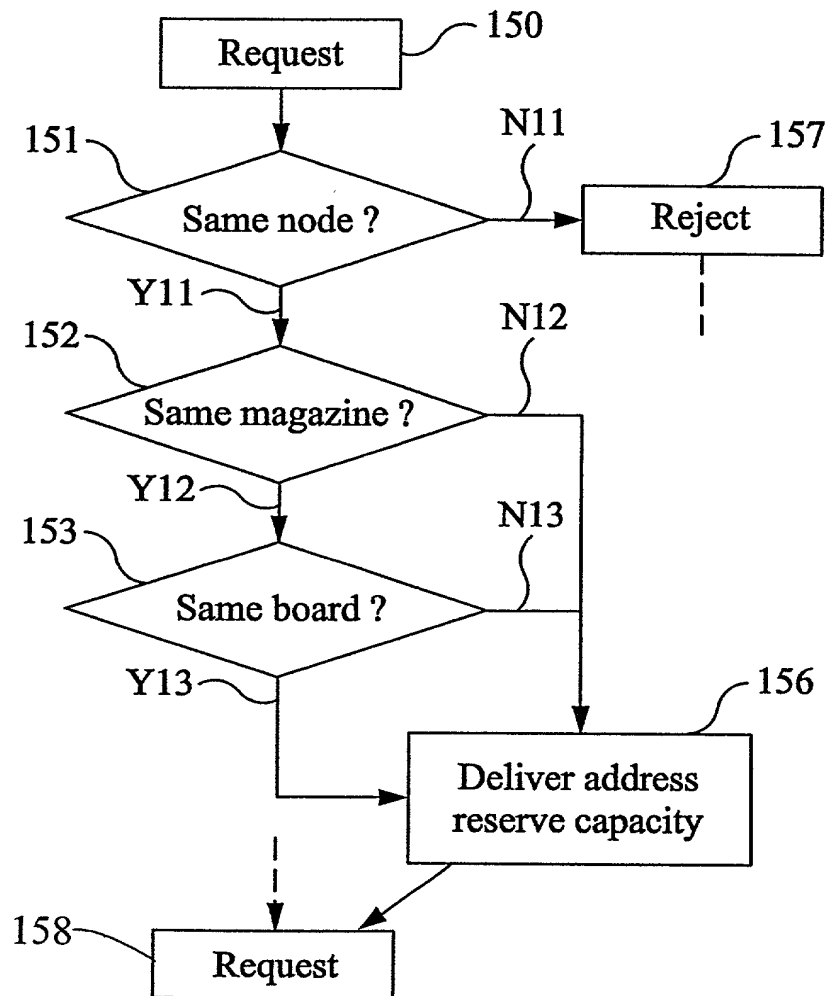 150
Request
151
N11
157
Same node ?
Reject
Y11
152
N12
Same magazine ?
Y12
153
N13
Same board ?
Y13
156
Deliver address
reserve capacity
158
Request